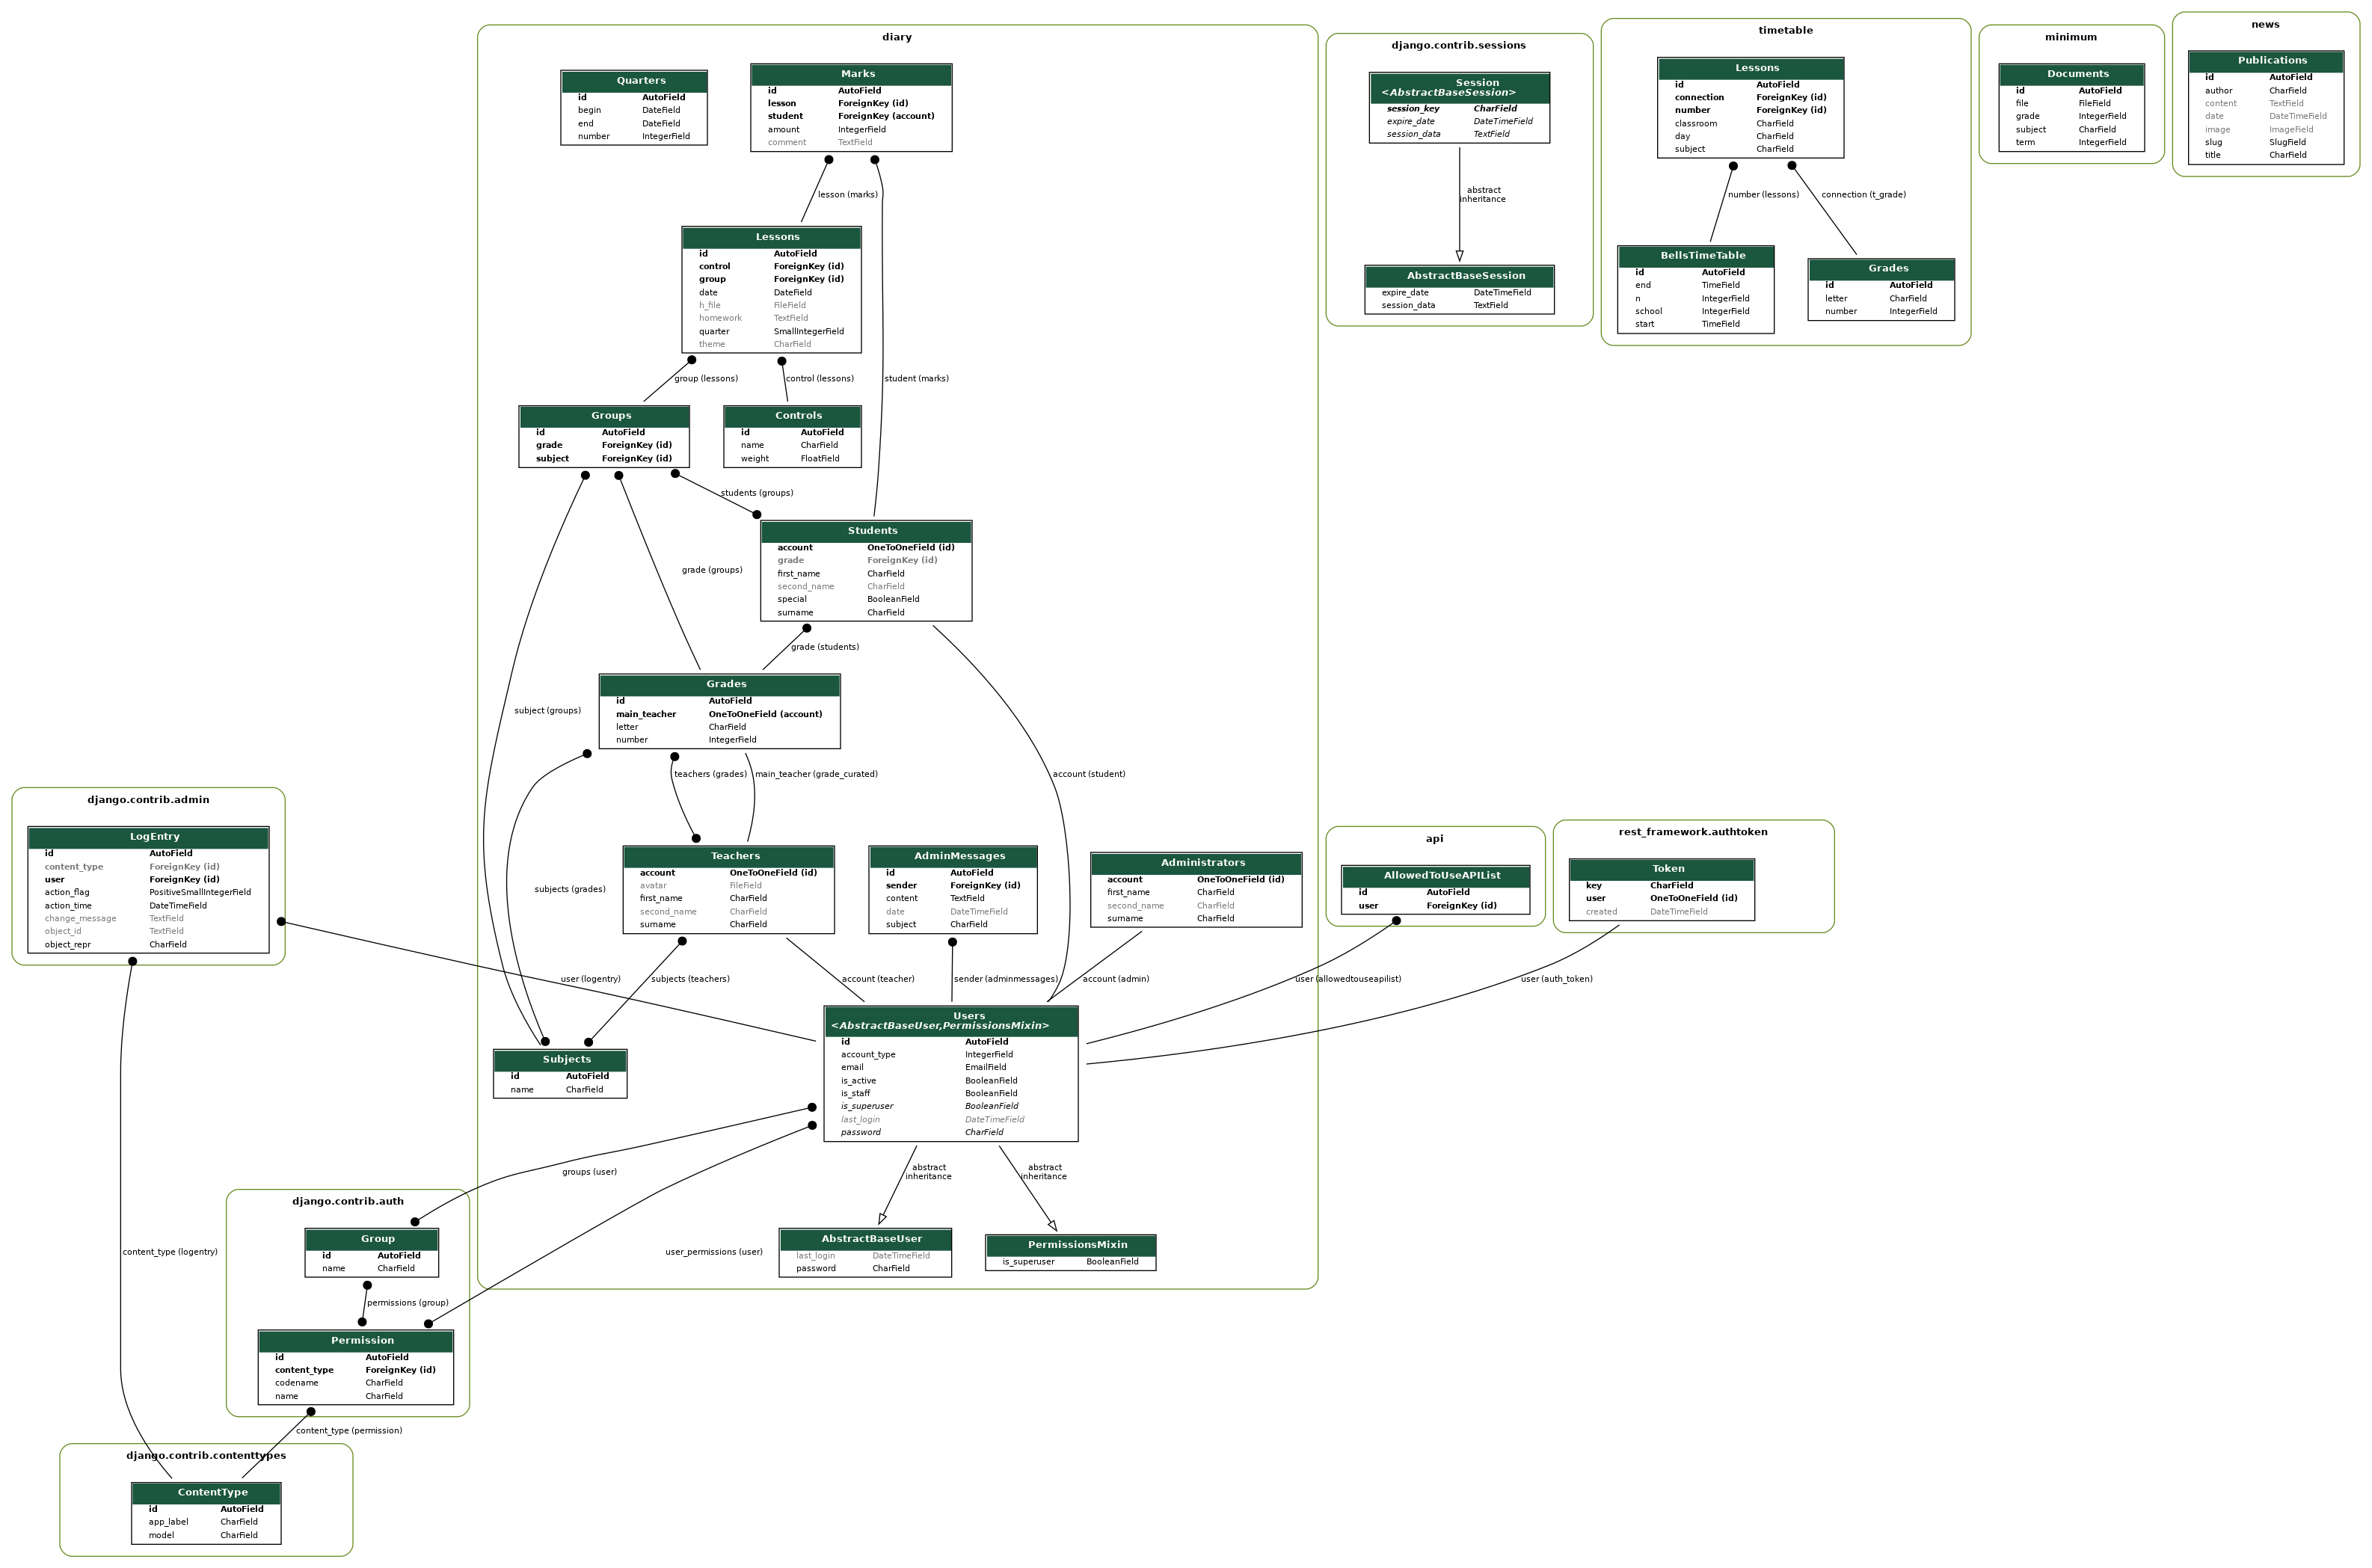 diary
Quarters
id AutoField
begin DateField
end DateField
number IntegerField
Marks
id AutoField
lesson ForeignKey (id)
student ForeignKey (account)
amount IntegerField
comment TextField
lesson (marks)
Lessons
id AutoField
control ForeignKey (id)
group ForeignKey (id)
date DateField
h_file FileField
homework TextField
quarter SmallIntegerField
theme CharField
group (lessons)
control (lessons)
student (marks)
Groups
id AutoField
grade ForeignKey (id)
subject ForeignKey (id)
Controls
id AutoField
name CharField
weight FloatField
students (groups)
Students
account OneToOneField (id)
grade ForeignKey (id)
first_name CharField
second_name CharField
special BooleanField
surname CharField
grade (groups)
grade (students)
Grades
id AutoField
main_teacher OneToOneField (account)
letter CharField
number IntegerField
subject (groups)
teachers (grades)
main_teacher (grade_curated)
account (student)
subjects (grades)
Teachers
account OneToOneField (id)
avatar FileField
first_name CharField
second_name CharField
surname CharField
AdminMessages
id AutoField
sender ForeignKey (id)
content TextField
date DateTimeField
subject CharField
Administrators
account OneToOneField (id)
first_name CharField
second_name CharField
surname CharField
user (logentry)
subjects (teachers)
account (teacher)
sender (adminmessages)
account (admin)
Subjects
id AutoField
name CharField
Users
<AbstractBaseUser,PermissionsMixin>
id AutoField
account_type IntegerField
email EmailField
is_active BooleanField
is_staff BooleanField
is_superuser BooleanField
last_login DateTimeField
password CharField
groups (user)
user_permissions (user)
abstract
inheritance
abstract
inheritance
AbstractBaseUser
last_login DateTimeField
password CharField
PermissionsMixin
is_superuser BooleanField
django.contrib.sessions
Session
<AbstractBaseSession>
session_key CharField
expire_date DateTimeField
session_data TextField
abstract
inheritance
AbstractBaseSession
expire_date DateTimeField
session_data TextField
timetable
Lessons
id AutoField
connection ForeignKey (id)
number ForeignKey (id)
classroom CharField
day CharField
subject CharField
number (lessons)
connection (t_grade)
BellsTimeTable
id AutoField
end TimeField
n IntegerField
school IntegerField
start TimeField
Grades
id AutoField
letter CharField
number IntegerField
minimum
Documents
id AutoField
file FileField
grade IntegerField
subject CharField
term IntegerField
news
Publications
id AutoField
author CharField
content TextField
date DateTimeField
image ImageField
slug SlugField
title CharField
django.contrib.admin
LogEntry
id AutoField
content_type ForeignKey (id)
user ForeignKey (id)
action_flag PositiveSmallIntegerField
action_time DateTimeField
change_message TextField
object_id TextField
object_repr CharField
api
AllowedToUseAPIList
id AutoField
user ForeignKey (id)
user (allowedtouseapilist)
rest_framework.authtoken
Token
key CharField
user OneToOneField (id)
created DateTimeField
user (auth_token)
content_type (logentry)
django.contrib.auth
Group
id AutoField
name CharField
permissions (group)
Permission
id AutoField
content_type ForeignKey (id)
codename CharField
name CharField
content_type (permission)
django.contrib.contenttypes
ContentType
id AutoField
app_label CharField
model CharField